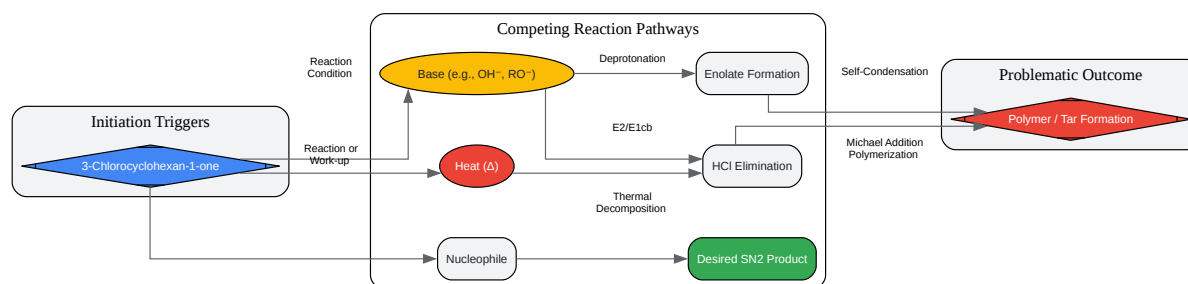 Competing Reaction Pathways
Reaction
Condition
Base (e.g., OH⁻, RO⁻)
Deprotonation
Enolate Formation
Self-Condensation
Problematic Outcome
Polymer / Tar Formation
Initiation Triggers
3-Chlorocyclohexan-1-one
Reaction or
Work-up
Heat (Δ)
E2/E1cb
HCl Elimination
Michael Addition
Polymerization
Thermal
Decomposition
Nucleophile
Desired SN2 Product